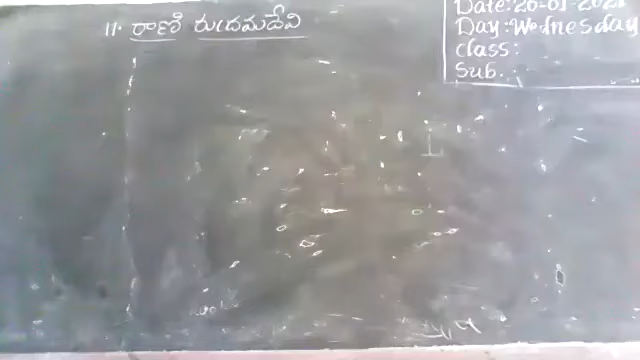 11. రాణి రుద్రమదేవి
Date: 20-01-2021
Day: Wednesday
Class:
Sub.: